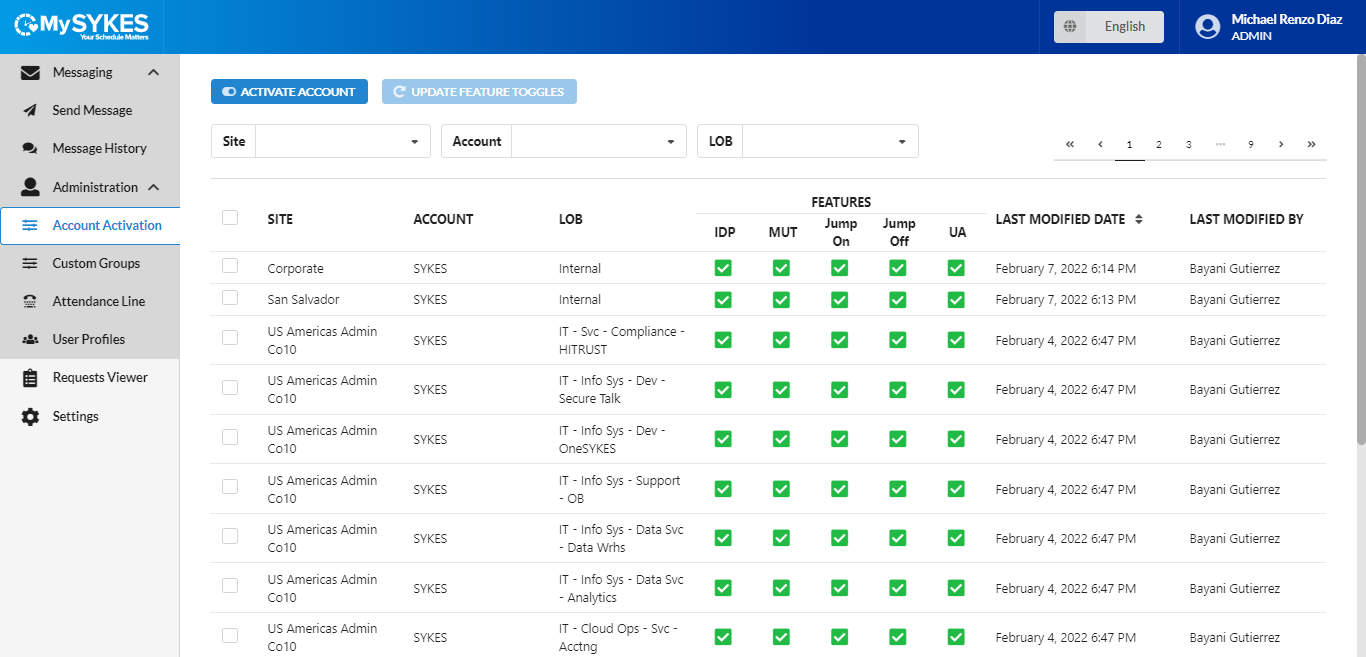 MySYKES
Your Schedule Matters
English
Michael Renzo Diaz
ADMIN
Messaging
Send Message
Message History
Administration
Account Activation
Custom Groups
Attendance Line
User Profiles
Requests Viewer
Settings
ACTIVATE ACCOUNT UPDATE FEATURE TOGGLES
Site Account LOB
« ‹ 1 2 3 ... 9 › »
FEATURES
SITE ACCOUNT LOB IDP MUT Jump On Jump Off UA LAST MODIFIED DATE LAST MODIFIED BY
Corporate SYKES Internal February 7, 2022 6:14 PM Bayani Gutierrez
San Salvador SYKES Internal February 7, 2022 6:13 PM Bayani Gutierrez
US Americas Admin IT - Svc - Compliance -
Co10 SYKES HITRUST February 4, 2022 6:47 PM Bayani Gutierrez
US Americas Admin IT - Info Sys - Dev -
Co10 SYKES Secure Talk February 4, 2022 6:47 PM Bayani Gutierrez
US Americas Admin IT - Info Sys - Dev -
Co10 SYKES OneSYKES February 4, 2022 6:47 PM Bayani Gutierrez
US Americas Admin IT - Info Sys - Support
Co10 SYKES - OB February 4, 2022 6:47 PM Bayani Gutierrez
US Americas Admin IT - Info Sys - Data Svc
Co10 SYKES - Data Wrhs February 4, 2022 6:47 PM Bayani Gutierrez
US Americas Admin IT - Info Sys - Data Svc
Co10 SYKES - Analytics February 4, 2022 6:47 PM Bayani Gutierrez
US Americas Admin IT - Cloud Ops - Svc -
Co10 SYKES Acctng February 4, 2022 6:47 PM Bayani Gutierrez